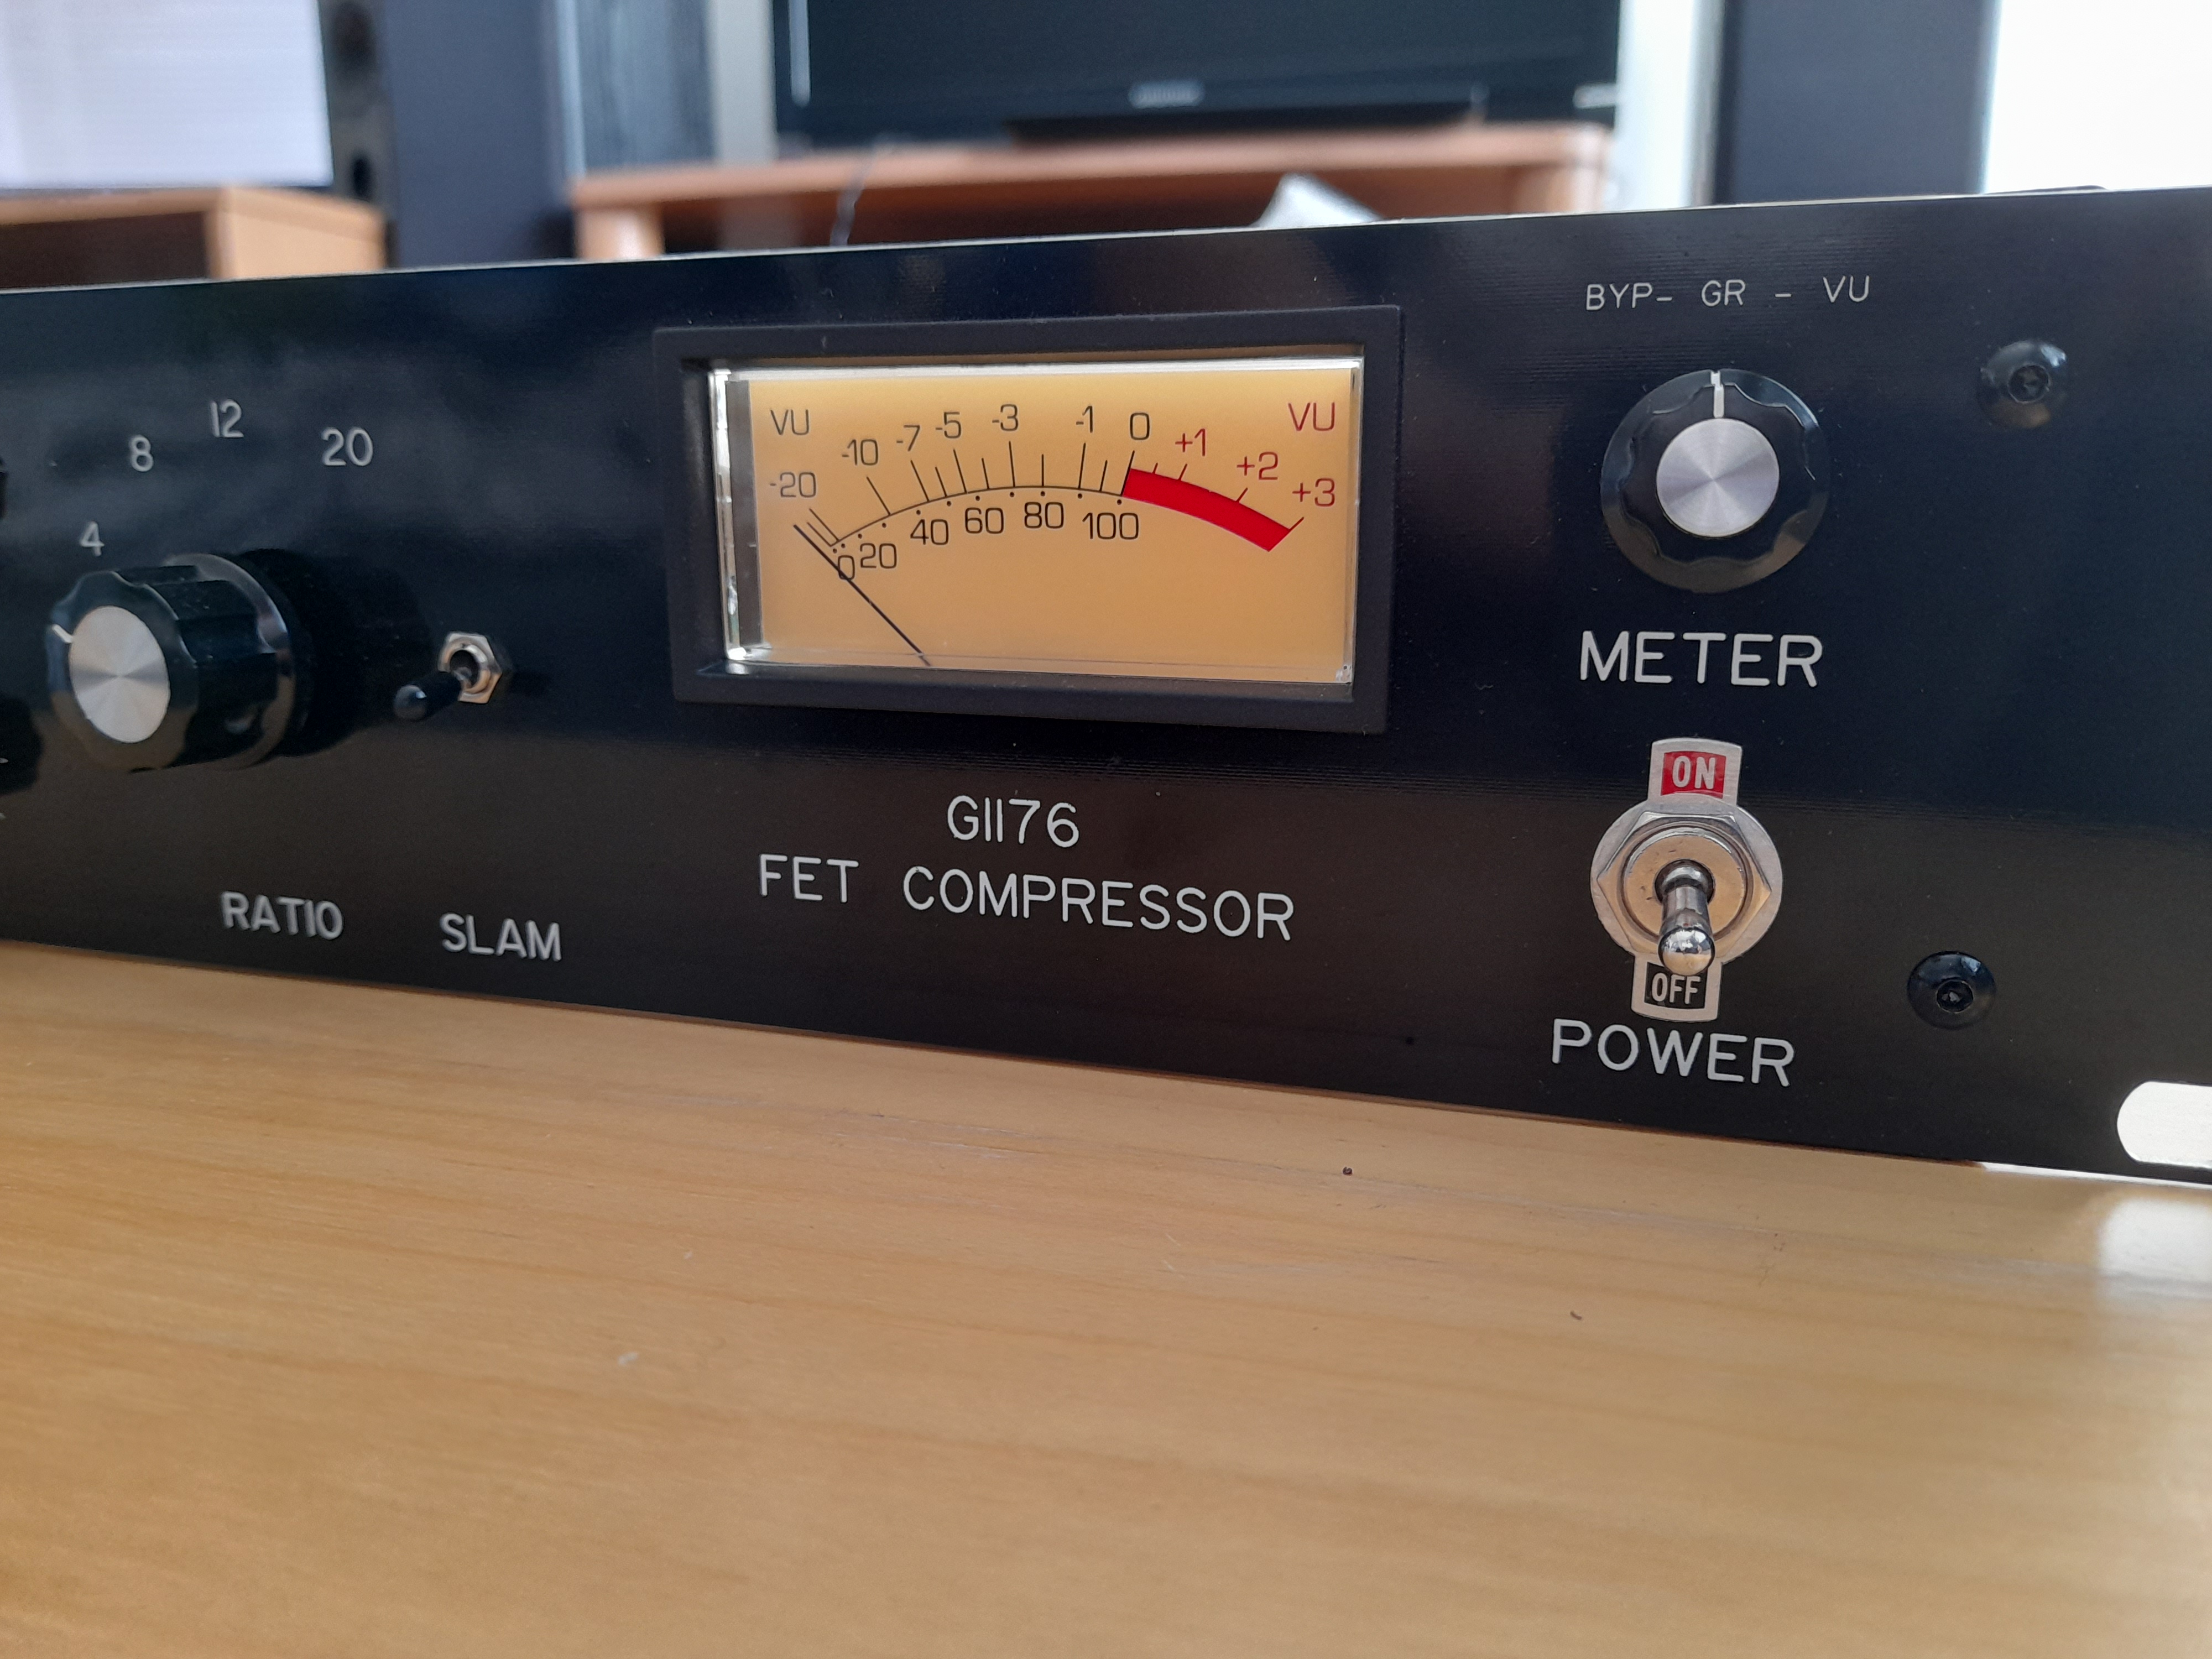 BYP- GR - VU
4 8 12 20
VU -20 -10 -7 -5 -3 -1 0 +1 +2 +3 VU
0 20 40 60 80 100
METER
ON
OFF
POWER
G1176
FET COMPRESSOR
RATIO SLAM